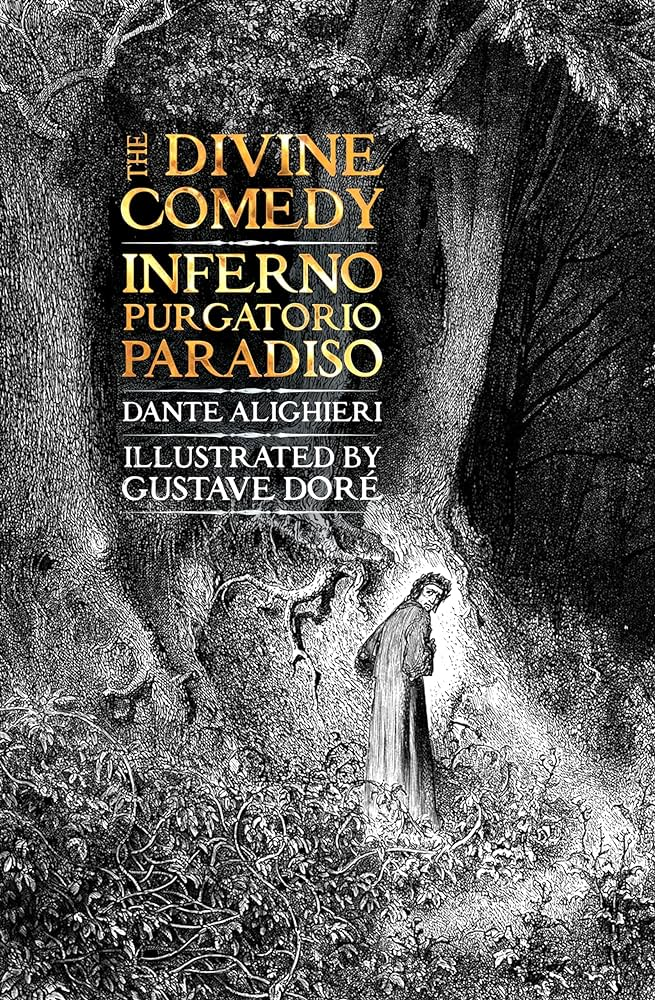 THE DIVINE
COMEDY
INFERNO
PURGATORIO
PARADISO
DANTE ALIGHIERI
ILLUSTRATED BY
GUSTAVE DORÉ